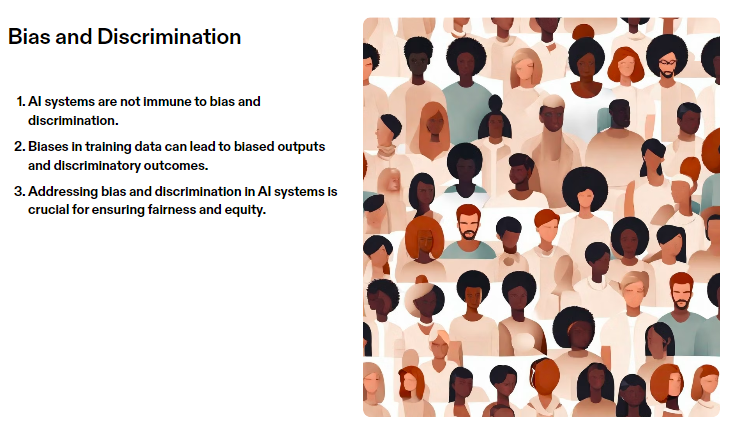 Bias and Discrimination
1. AI systems are not immune to bias and
discrimination.
2. Biases in training data can lead to biased outputs
and discriminatory outcomes.
3. Addressing bias and discrimination in AI systems is
crucial for ensuring fairness and equity.